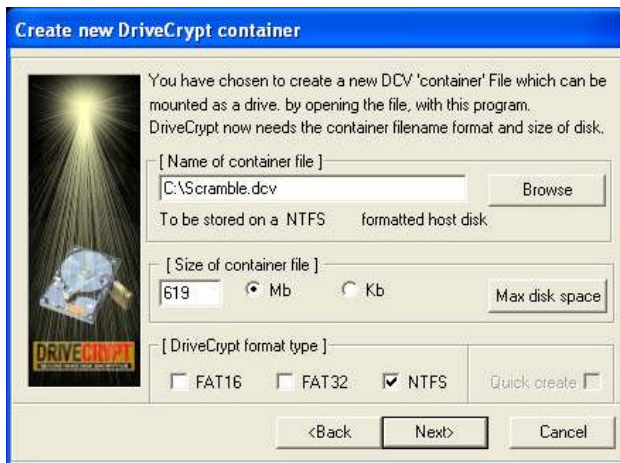 Create new DriveCrypt container
You have chosen to create a new DCV 'container' File which can be
mounted as a drive. by opening the file, with this program.
DriveCrypt now needs the container filename format and size of disk.
[ Name of container file ]
C:\Scramble.dcv
Browse
To be stored on a NTFS formatted host disk
[ Size of container file ]
619 Mb Kb
Max disk space
DRIVECRYPT
[ DriveCrypt format type ]
FAT16 FAT32 NTFS Quick create
<Back Next> Cancel